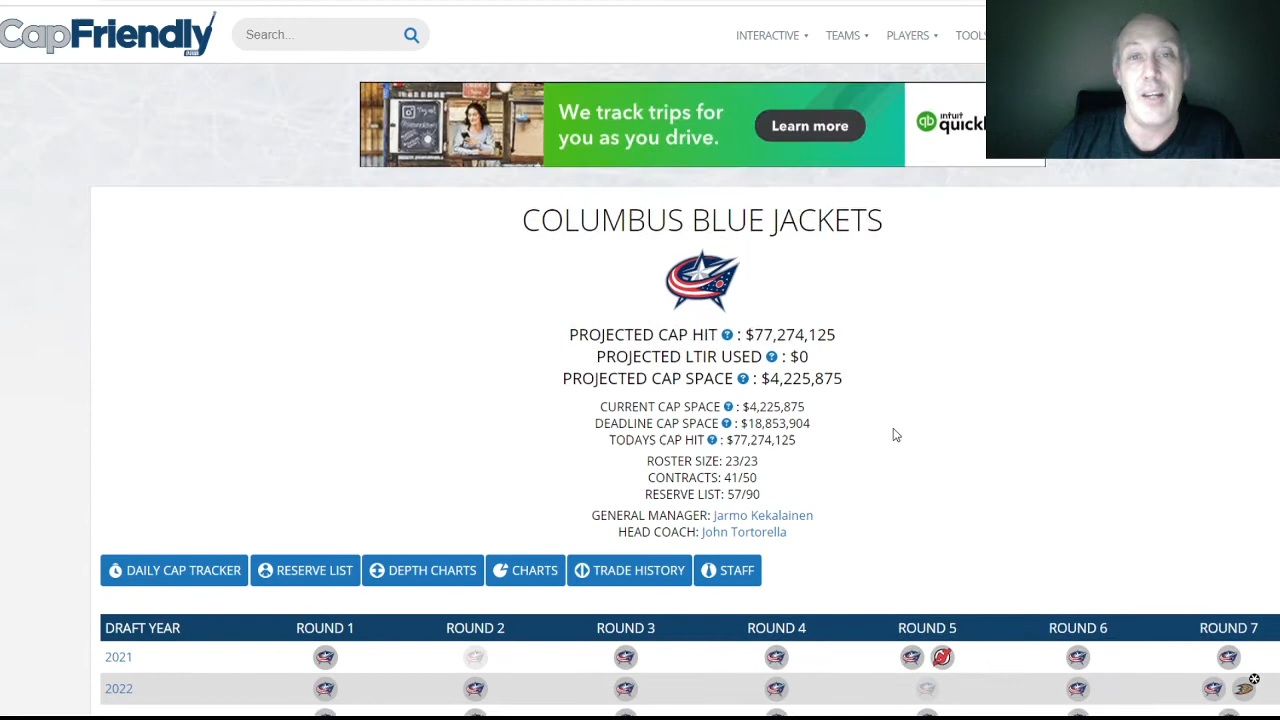 CapFriendly
.com
Search...
INTERACTIVE TEAMS PLAYERS TOOLS
We track trips for
you as you drive.
Learn more
qb intuit
quickb
COLUMBUS BLUE JACKETS
PROJECTED CAP HIT ? : $77,274,125
PROJECTED LTIR USED ? : $0
PROJECTED CAP SPACE ? : $4,225,875
CURRENT CAP SPACE ? : $4,225,875
DEADLINE CAP SPACE ? : $18,853,904
TODAYS CAP HIT ? : $77,274,125
ROSTER SIZE: 23/23
CONTRACTS: 41/50
RESERVE LIST: 57/90
GENERAL MANAGER: Jarmo Kekalainen
HEAD COACH: John Tortorella
DAILY CAP TRACKER RESERVE LIST DEPTH CHARTS CHARTS TRADE HISTORY STAFF
DRAFT YEAR ROUND 1 ROUND 2 ROUND 3 ROUND 4 ROUND 5 ROUND 6 ROUND 7
2021
2022